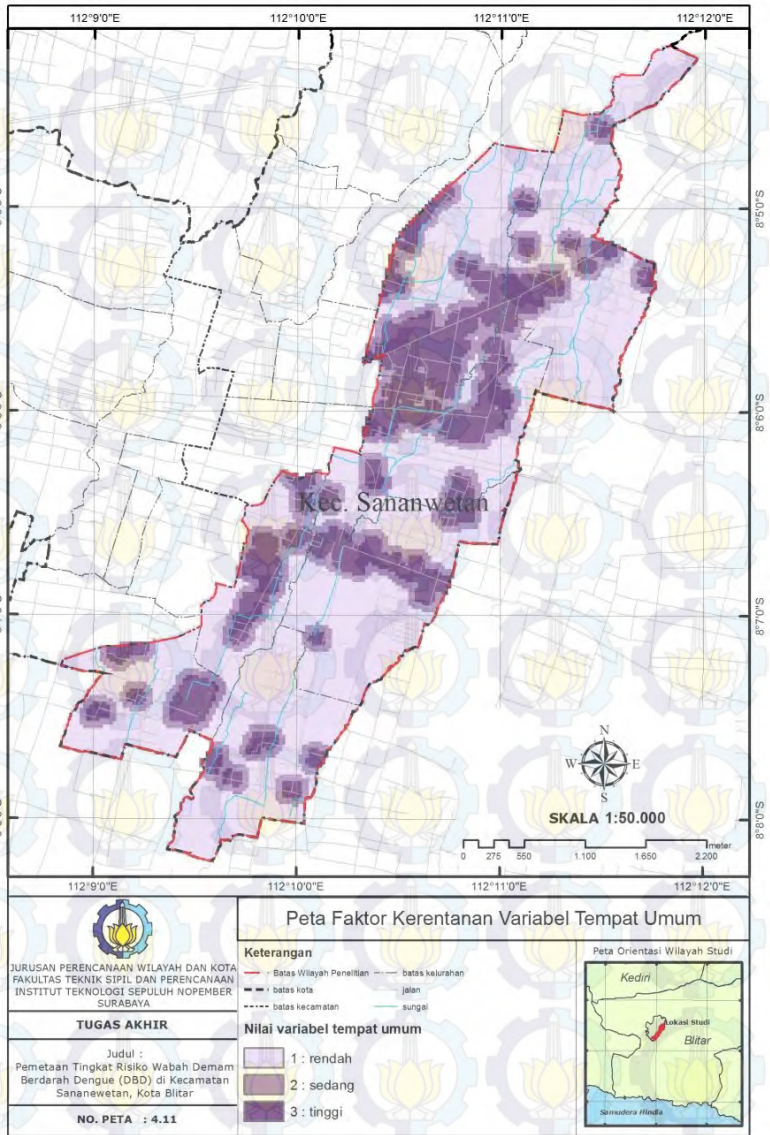 112°9'0"E 112°10'0"E 112°11'0"E 112°12'0"E
8°5'0"S
8°6'0"S
Kec. Sananwetan
8°7'0"S
N
W E
S
SKALA 1:50.000
meter
0 275 550 1.100 1.650 2.200
8°8'0"S
112°9'0"E 112°10'0"E 112°11'0"E 112°12'0"E
JURUSAN PERENCANAAN WILAYAH DAN KOTA
FAKULTAS TEKNIK SIPIL DAN PERENCANAAN
INSTITUT TEKNOLOGI SEPULUH NOPEMBER
SURABAYA
TUGAS AKHIR
Judul :
Pemetaan Tingkat Risiko Wabah Demam
Berdarah Dengue (DBD) di Kecamatan
Sananewetan, Kota Blitar
NO. PETA : 4.11
Peta Faktor Kerentanan Variabel Tempat Umum
Keterangan
Batas Wilayah Penelitian batas kelurahan
batas kota jalan
batas kecamatan sungai
Nilai variabel tempat umum
1 : rendah
2 : sedang
3 : tinggi
Peta Orientasi Wilayah Studi
Kediri
Lokasi Studi
Blitar
Samudera Hindia